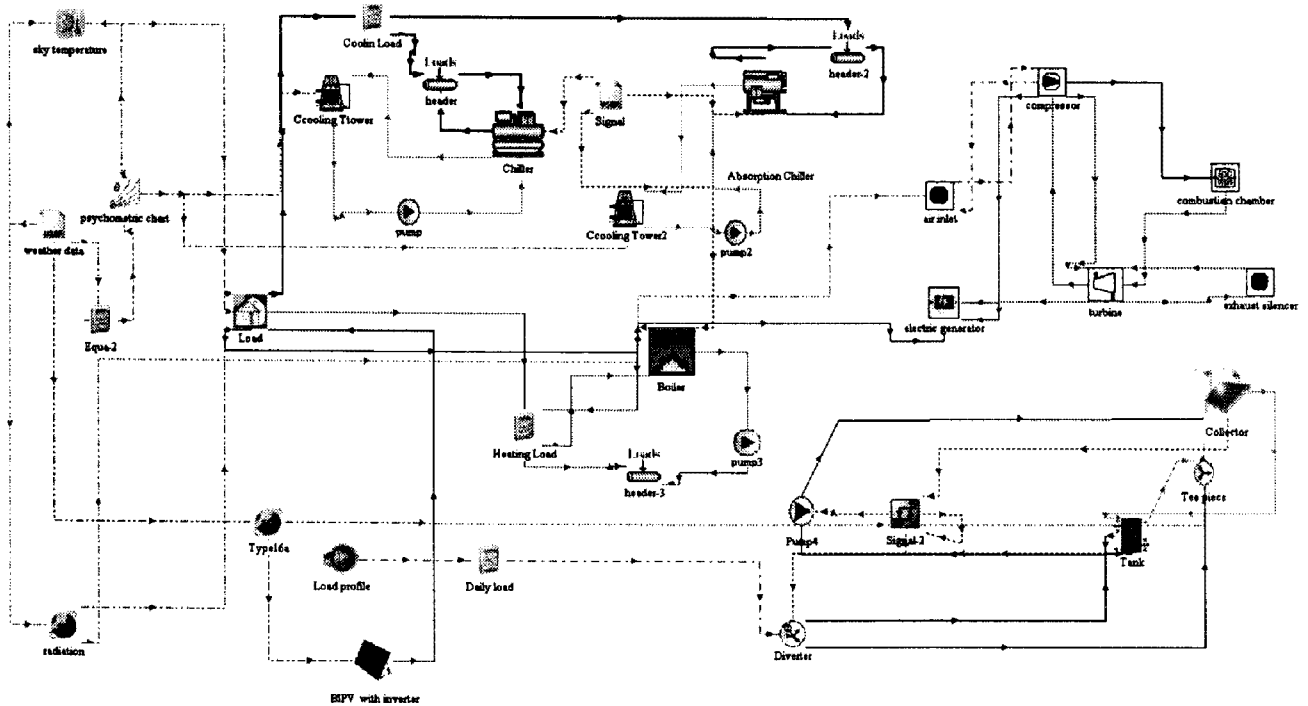 sky temperature
Coolin Load
Loads
header
Ccooling Ttower
Chiller
Signal
Loads
header-2
compressor
Absorption Chiller
psychometric chart
weather data
pump
Ccooling Tower2
pump2
air inlet
combustion chamber
Equa-2
Load
electric generator
turbine
exhaust silencer
Boiler
Heating Load
Loads
header-3
pump3
Collector
Tee piecs
Type16a
Load profile
Daily load
Pump4
Signal-2
Tank
radiation
BIPV with inverter
Diverter